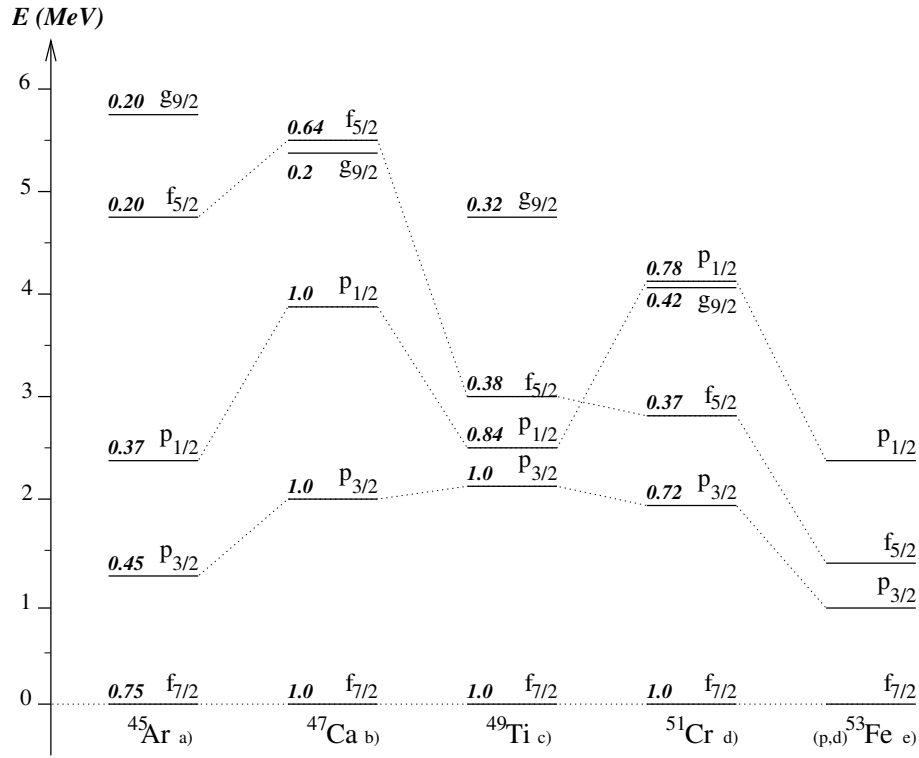 E (MeV)
6
0.20 g9/2
0.64 f5/2
0.2 g9/2
5
0.20 f5/2
0.32 g9/2
0.78 p1/2
0.42 g9/2
4
1.0 p1/2
3
0.38 f5/2
0.37 f5/2
0.37 p1/2
0.84 p1/2
p1/2
2
1.0 p3/2
1.0 p3/2
0.72 p3/2
0.45 p3/2
f5/2
1
p3/2
0
0.75 f7/2
1.0 f7/2
1.0 f7/2
1.0 f7/2
f7/2
45Ar a)
47Ca b)
49Ti c)
51Cr d)
(p,d) 53Fe e)